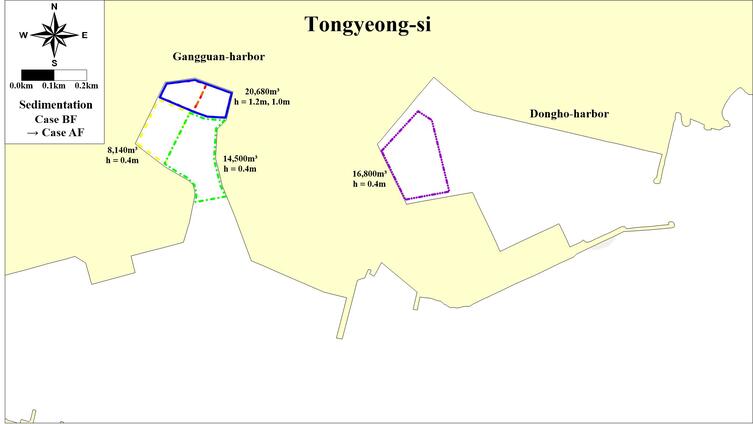 Tongyeong-si
N
W E
S
0.0km 0.1km 0.2km
Sedimentation
Case BF
→ Case AF
Gangguan-harbor
20,680m³
h = 1.2m, 1.0m
8,140m³
h = 0.4m
14,500m³
h = 0.4m
Dongho-harbor
16,800m³
h = 0.4m